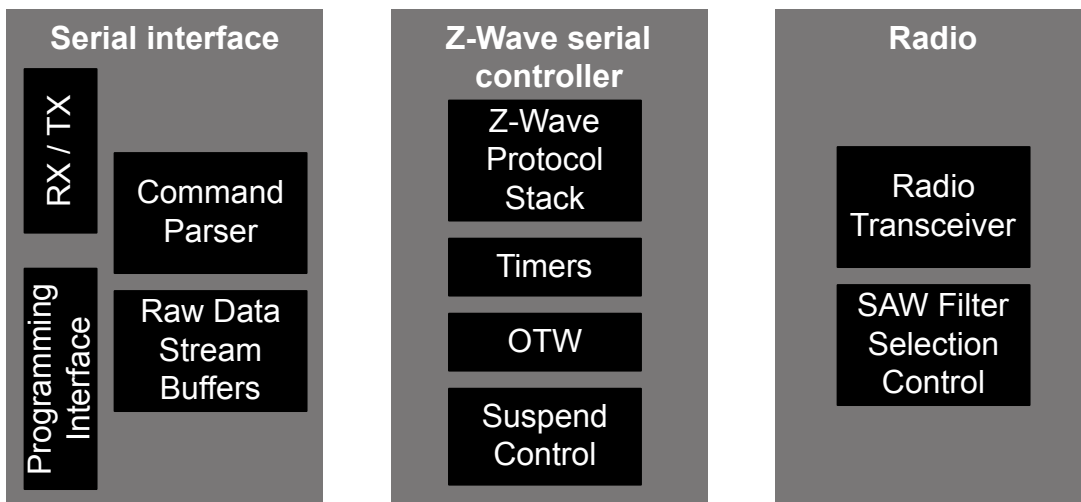 Serial interface
RX / TX
Command
Parser
Programming
Interface
Raw Data
Stream
Buffers
Z-Wave serial
controller
Z-Wave
Protocol
Stack
Timers
OTW
Suspend
Control
Radio
Radio
Transceiver
SAW Filter
Selection
Control